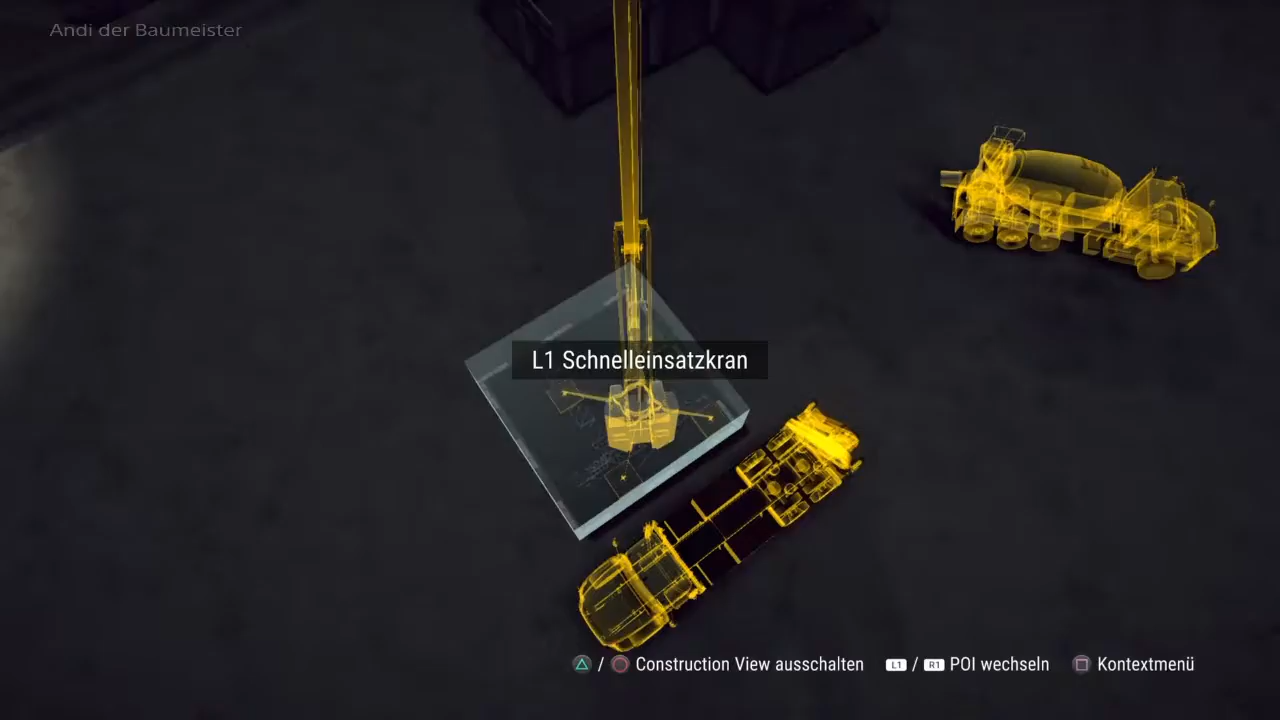 Andi der Baumeister
L1 Schnelleinsatzkran
/ Construction View ausschalten L1 / R1 POI wechseln Kontextmenü